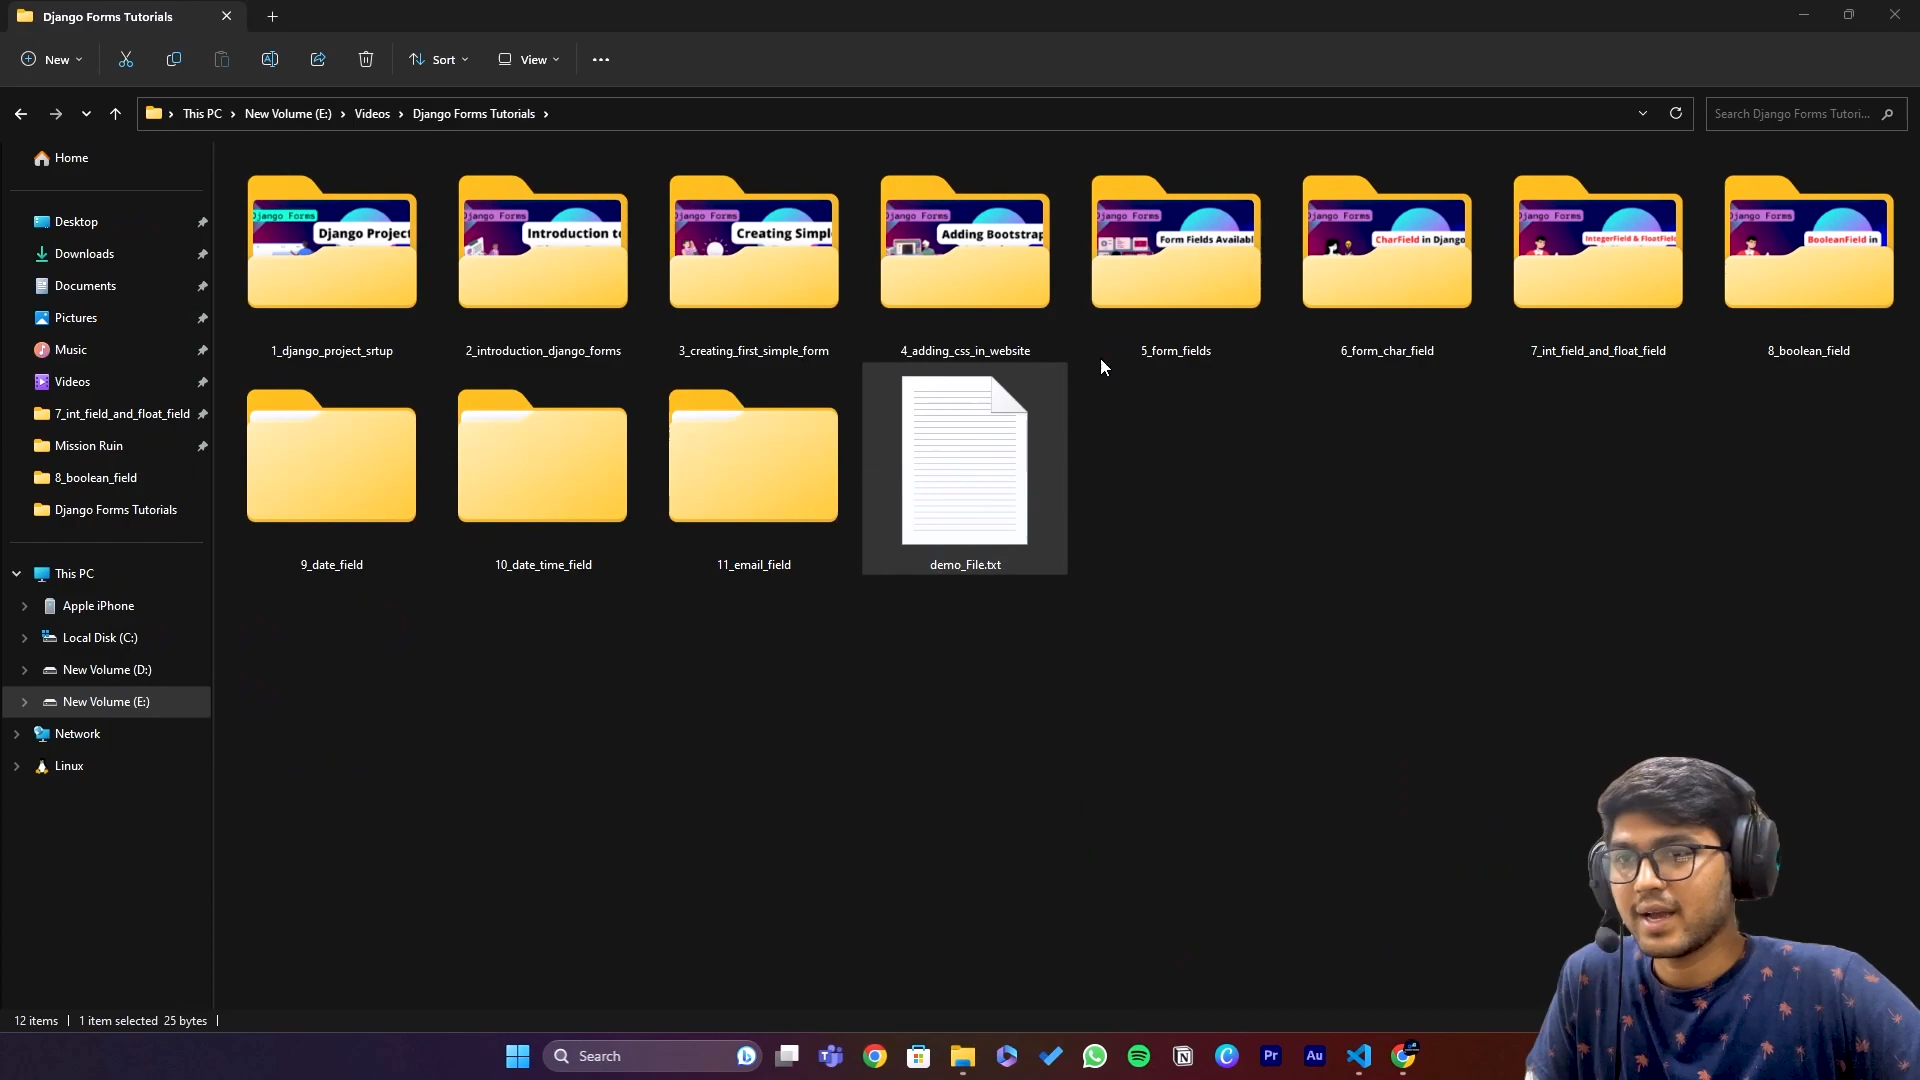 Django Forms Tutorials
New
Sort
View
This PC
New Volume (E:)
Videos
Django Forms Tutorials
Search Django Forms Tutori...
Home
Desktop
Downloads
Documents
Pictures
Music
Videos
7_int_field_and_float_field
Mission Ruin
8_boolean_field
Django Forms Tutorials
This PC
Apple iPhone
Local Disk (C:)
New Volume (D:)
New Volume (E:)
Network
Linux
Django Forms
Django Project
Django Forms
Introduction to
Django Forms
Creating Simpl
Django Forms
Adding Bootstrap
Django Forms
Form Fields Availabl
Django Forms
CharField in Django
Django Forms
IntegerField & FloatField
Django Forms
BooleanField in
1_django_project_srtup
2_introduction_django_forms
3_creating_first_simple_form
4_adding_css_in_website
5_form_fields
6_form_char_field
7_int_field_and_float_field
8_boolean_field
9_date_field
10_date_time_field
11_email_field
demo_File.txt
12 items
1 item selected 25 bytes
Search
Pr
Au